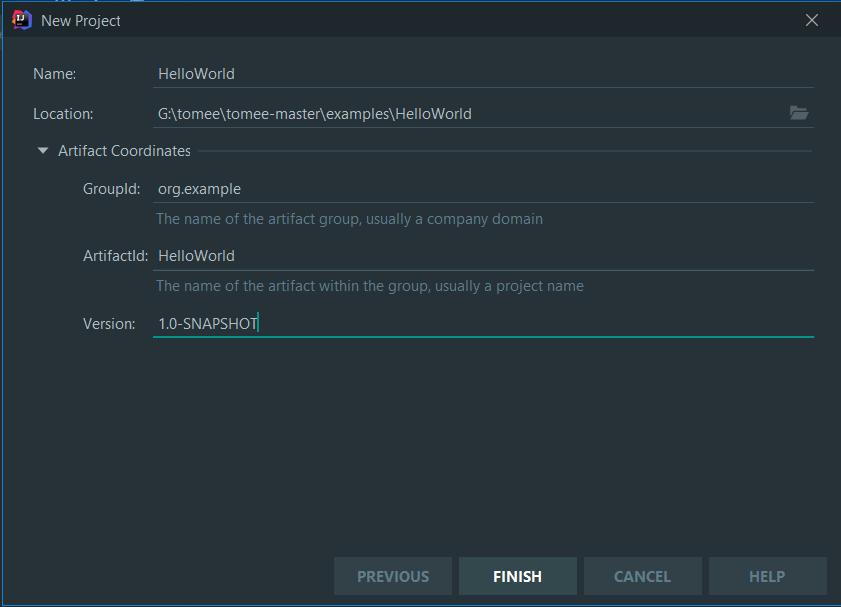 New Project
Name: HelloWorld
Location: G:\tomee\tomee-master\examples\HelloWorld
Artifact Coordinates
GroupId: org.example
The name of the artifact group, usually a company domain
ArtifactId: HelloWorld
The name of the artifact within the group, usually a project name
Version: 1.0-SNAPSHOT
PREVIOUS FINISH CANCEL HELP